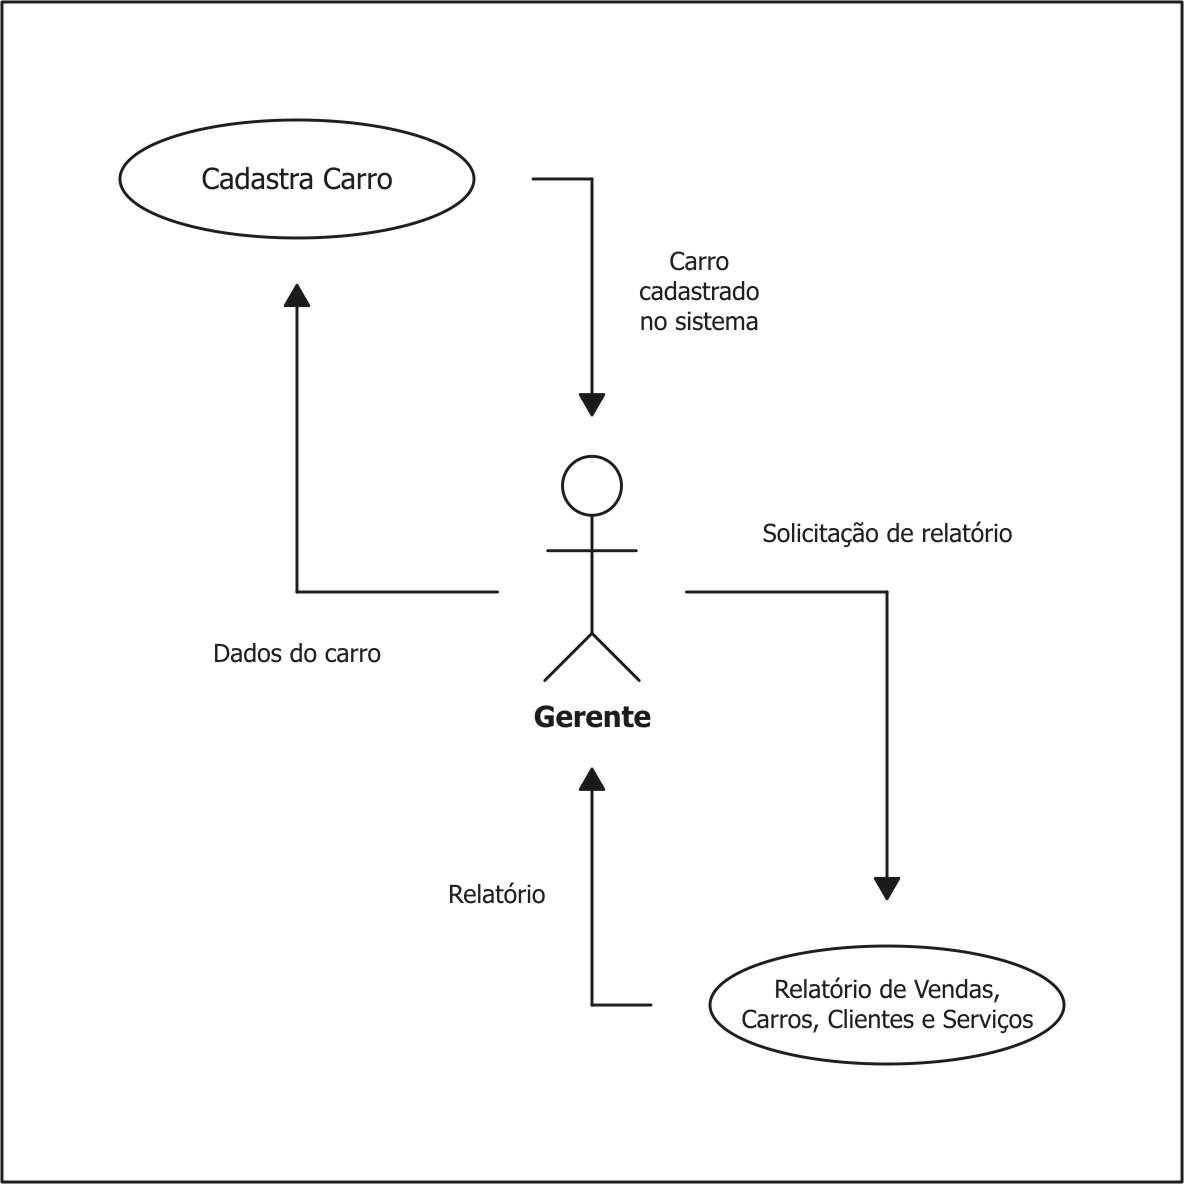 Cadastra Carro
Carro
cadastrado
no sistema
Solicitação de relatório
Dados do carro
Gerente
Relatório
Relatório de Vendas,
Carros, Clientes e Serviços